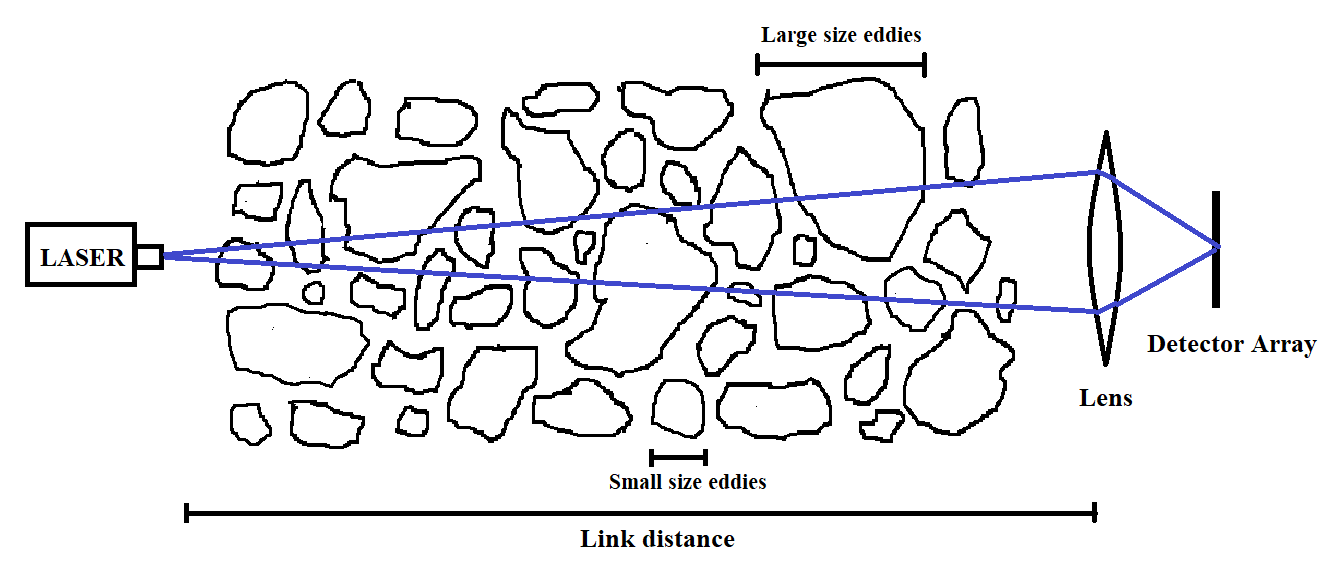 Large size eddies
LASER
Detector Array
Lens
Small size eddies
Link distance